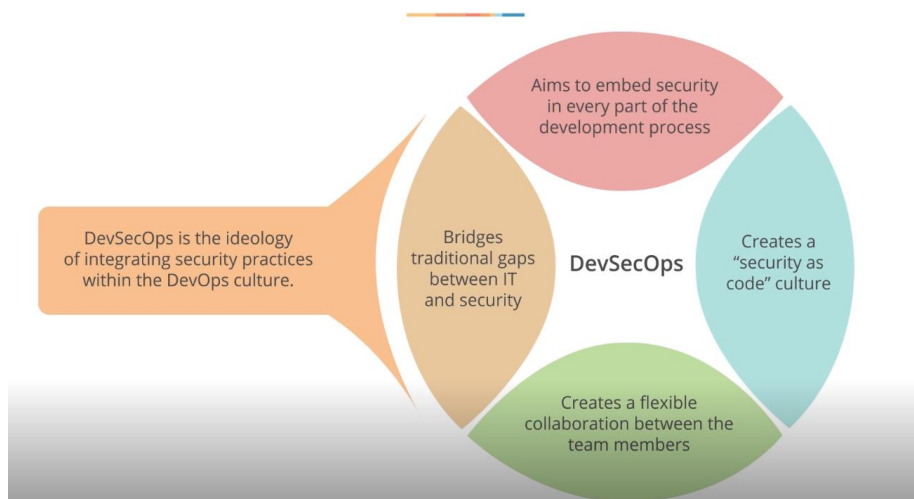 DevSecOps is the ideology
of integrating security practices
within the DevOps culture.
Aims to embed security
in every part of the
development process
Bridges
traditional gaps
between IT
and security
DevSecOps
Creates a
“security as
code” culture
Creates a flexible
collaboration between the
team members